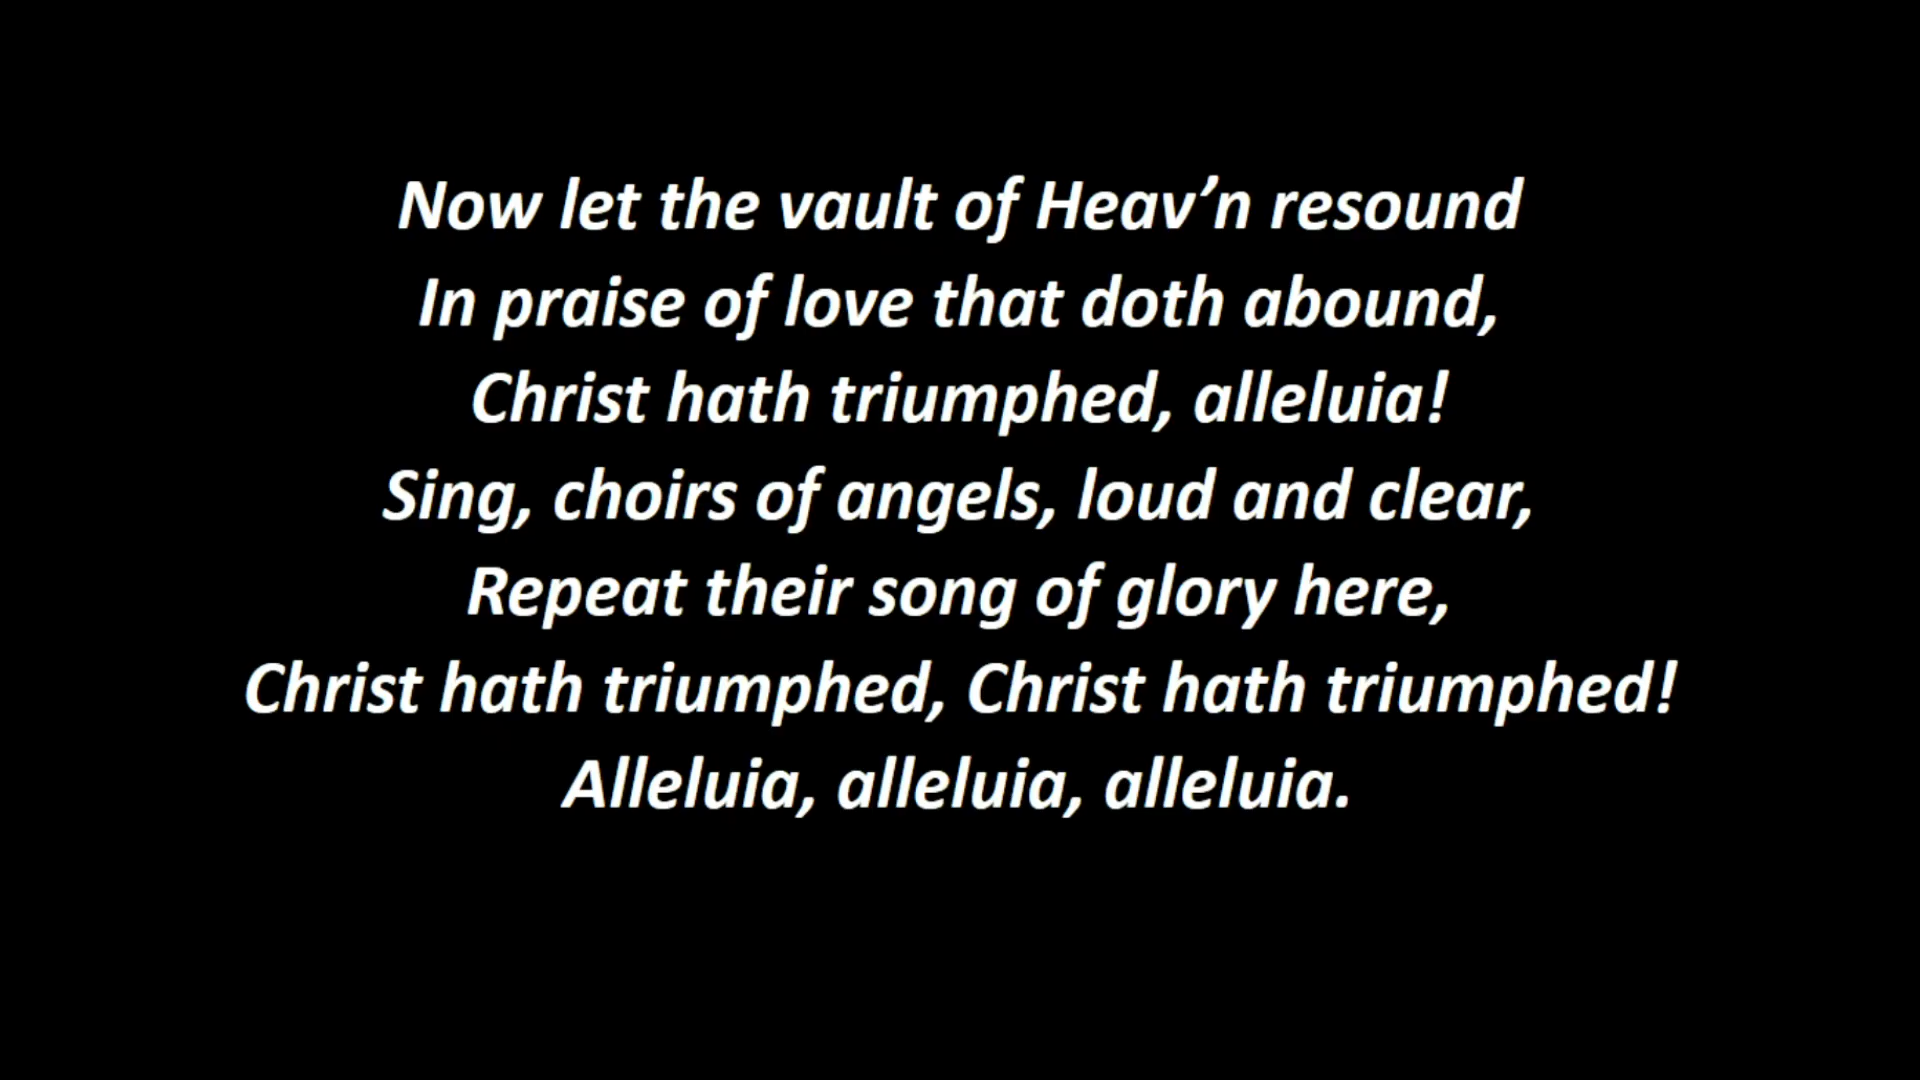 Now let the vault of Heav’n resound
In praise of love that doth abound,
Christ hath triumphed, alleluia!
Sing, choirs of angels, loud and clear,
Repeat their song of glory here,
Christ hath triumphed, Christ hath triumphed!
Alleluia, alleluia, alleluia.